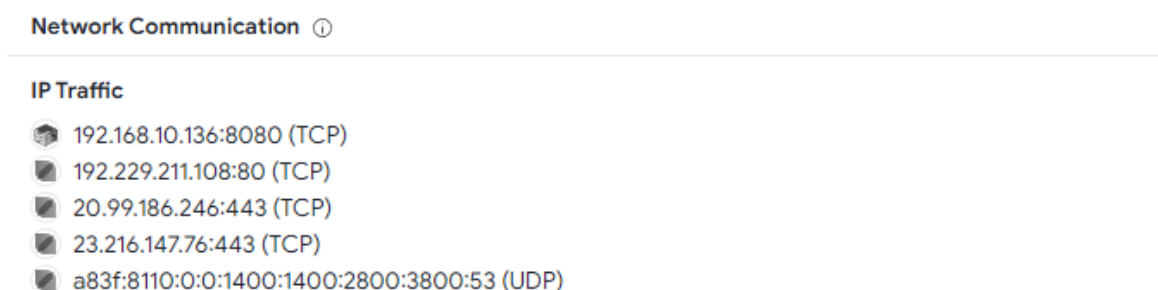 Network Communication
IP Traffic
192.168.10.136:8080 (TCP)
192.229.211.108:80 (TCP)
20.99.186.246:443 (TCP)
23.216.147.76:443 (TCP)
a83f:8110:0:0:1400:1400:2800:3800:53 (UDP)